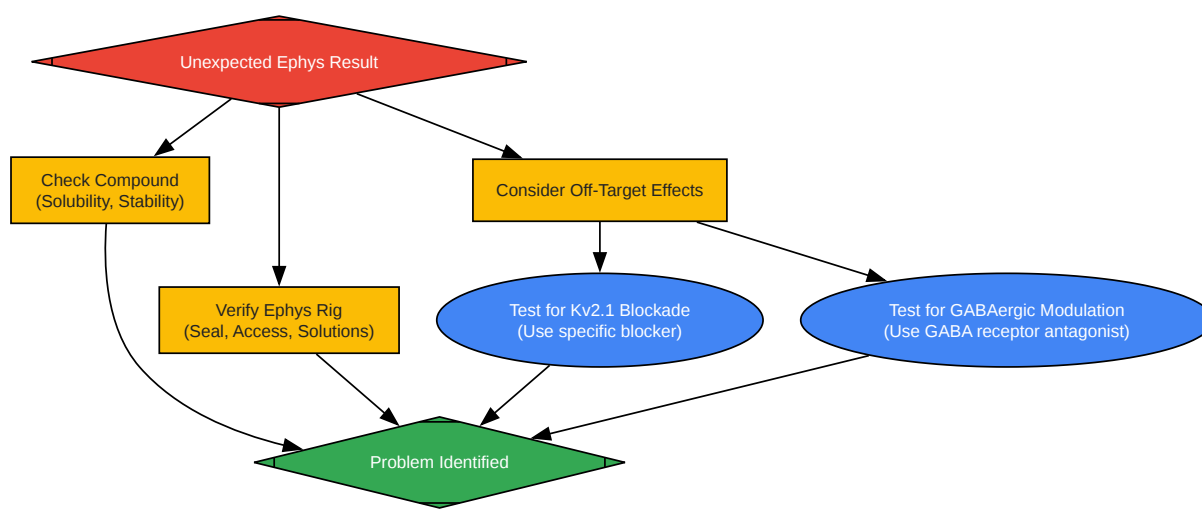 Unexpected Ephys Result
Check Compound
(Solubility, Stability)
Consider Off-Target Effects
Verify Ephys Rig
(Seal, Access, Solutions)
Test for Kv2.1 Blockade
(Use specific blocker)
Test for GABAergic Modulation
(Use GABA receptor antagonist)
Problem Identified